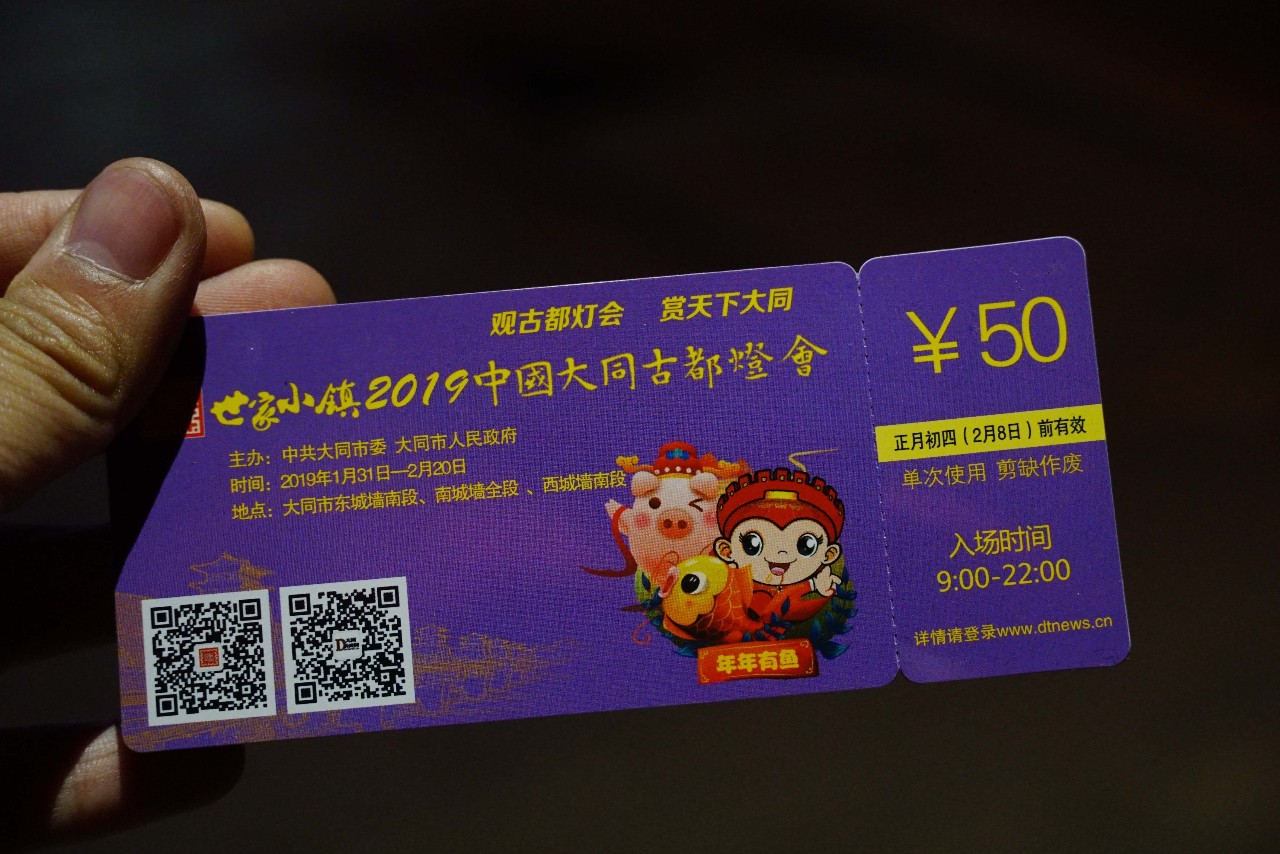 观古都灯会 赏天下大同
世家小镇2019中國大同古都燈會
主办：中共大同市委 大同市人民政府
时间：2019年1月31日—2月20日
地点：大同市东城墙南段、南城墙全段、西城墙南段
年年有鱼
￥50
正月初四（2月8日）前有效
单次使用 剪缺作废
入场时间
9:00-22:00
详情请登录www.dtnews.cn